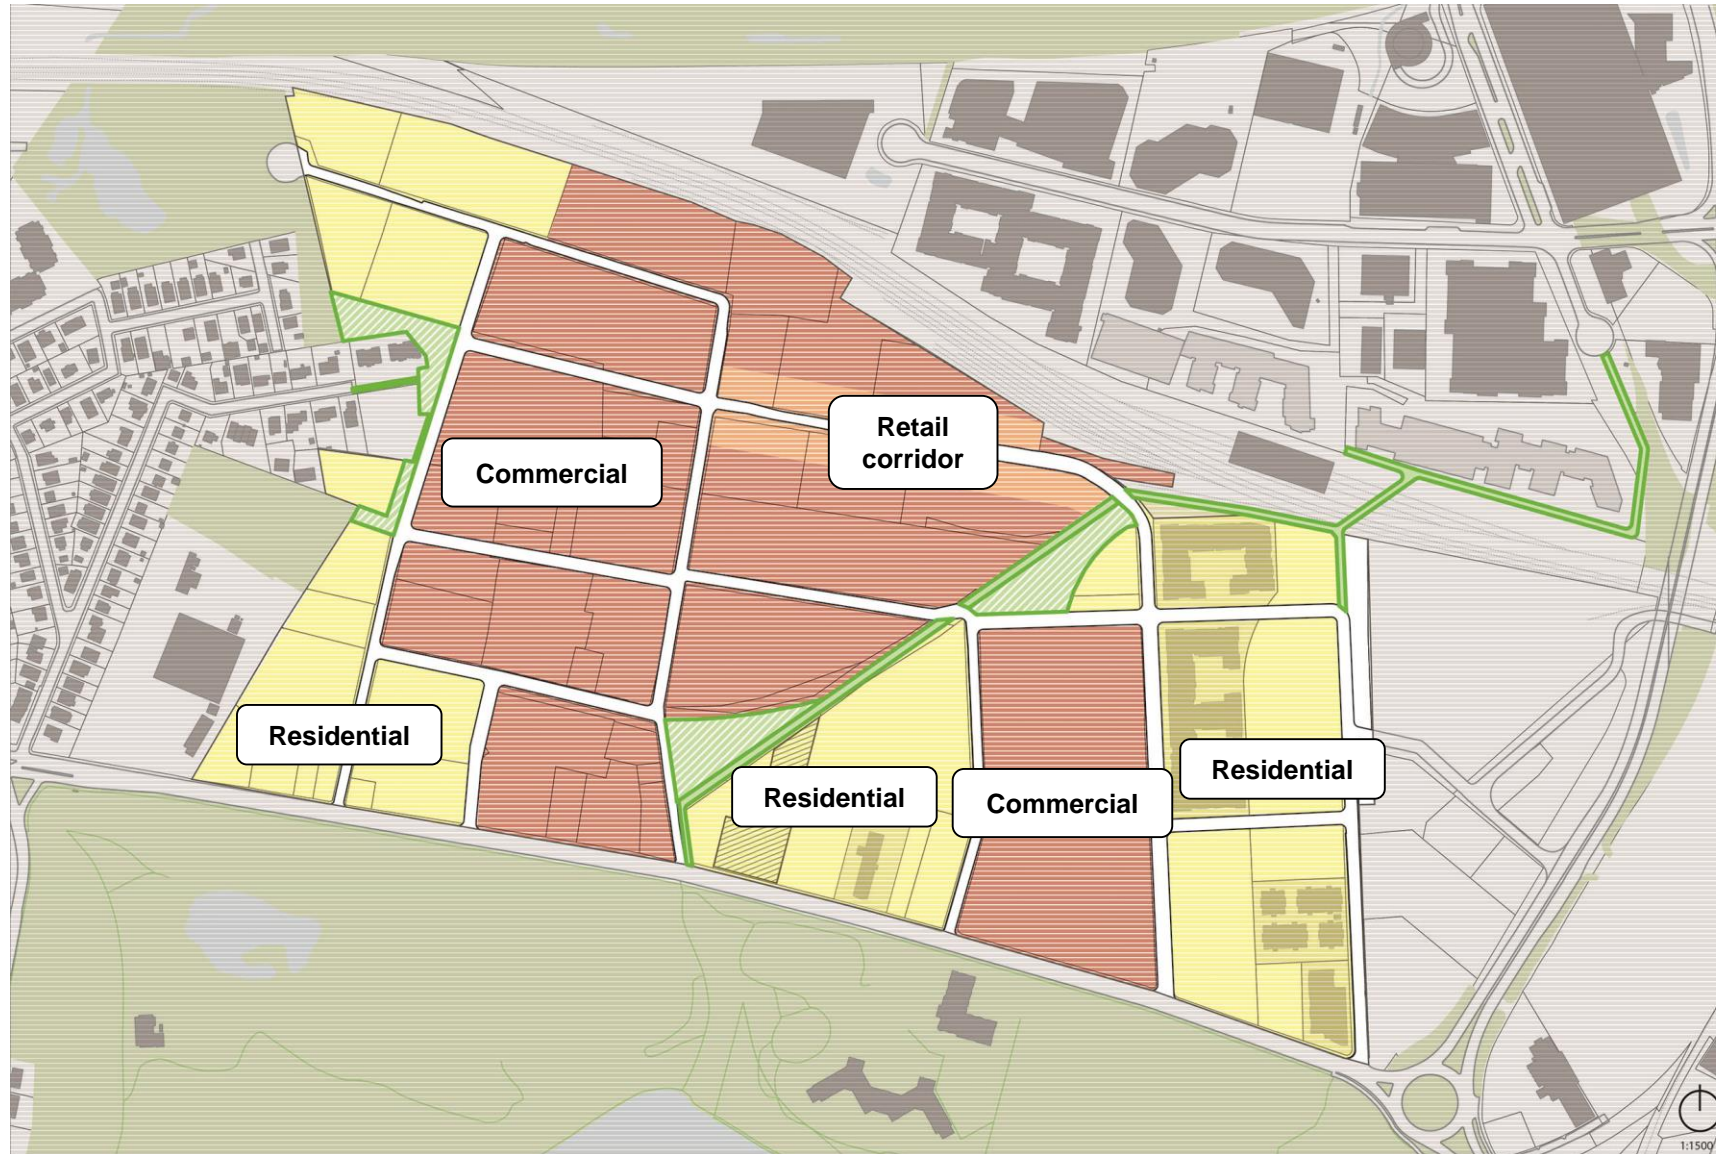 Retail
corridor
Commercial
Residential
Residential
Commercial
Residential
1:1500